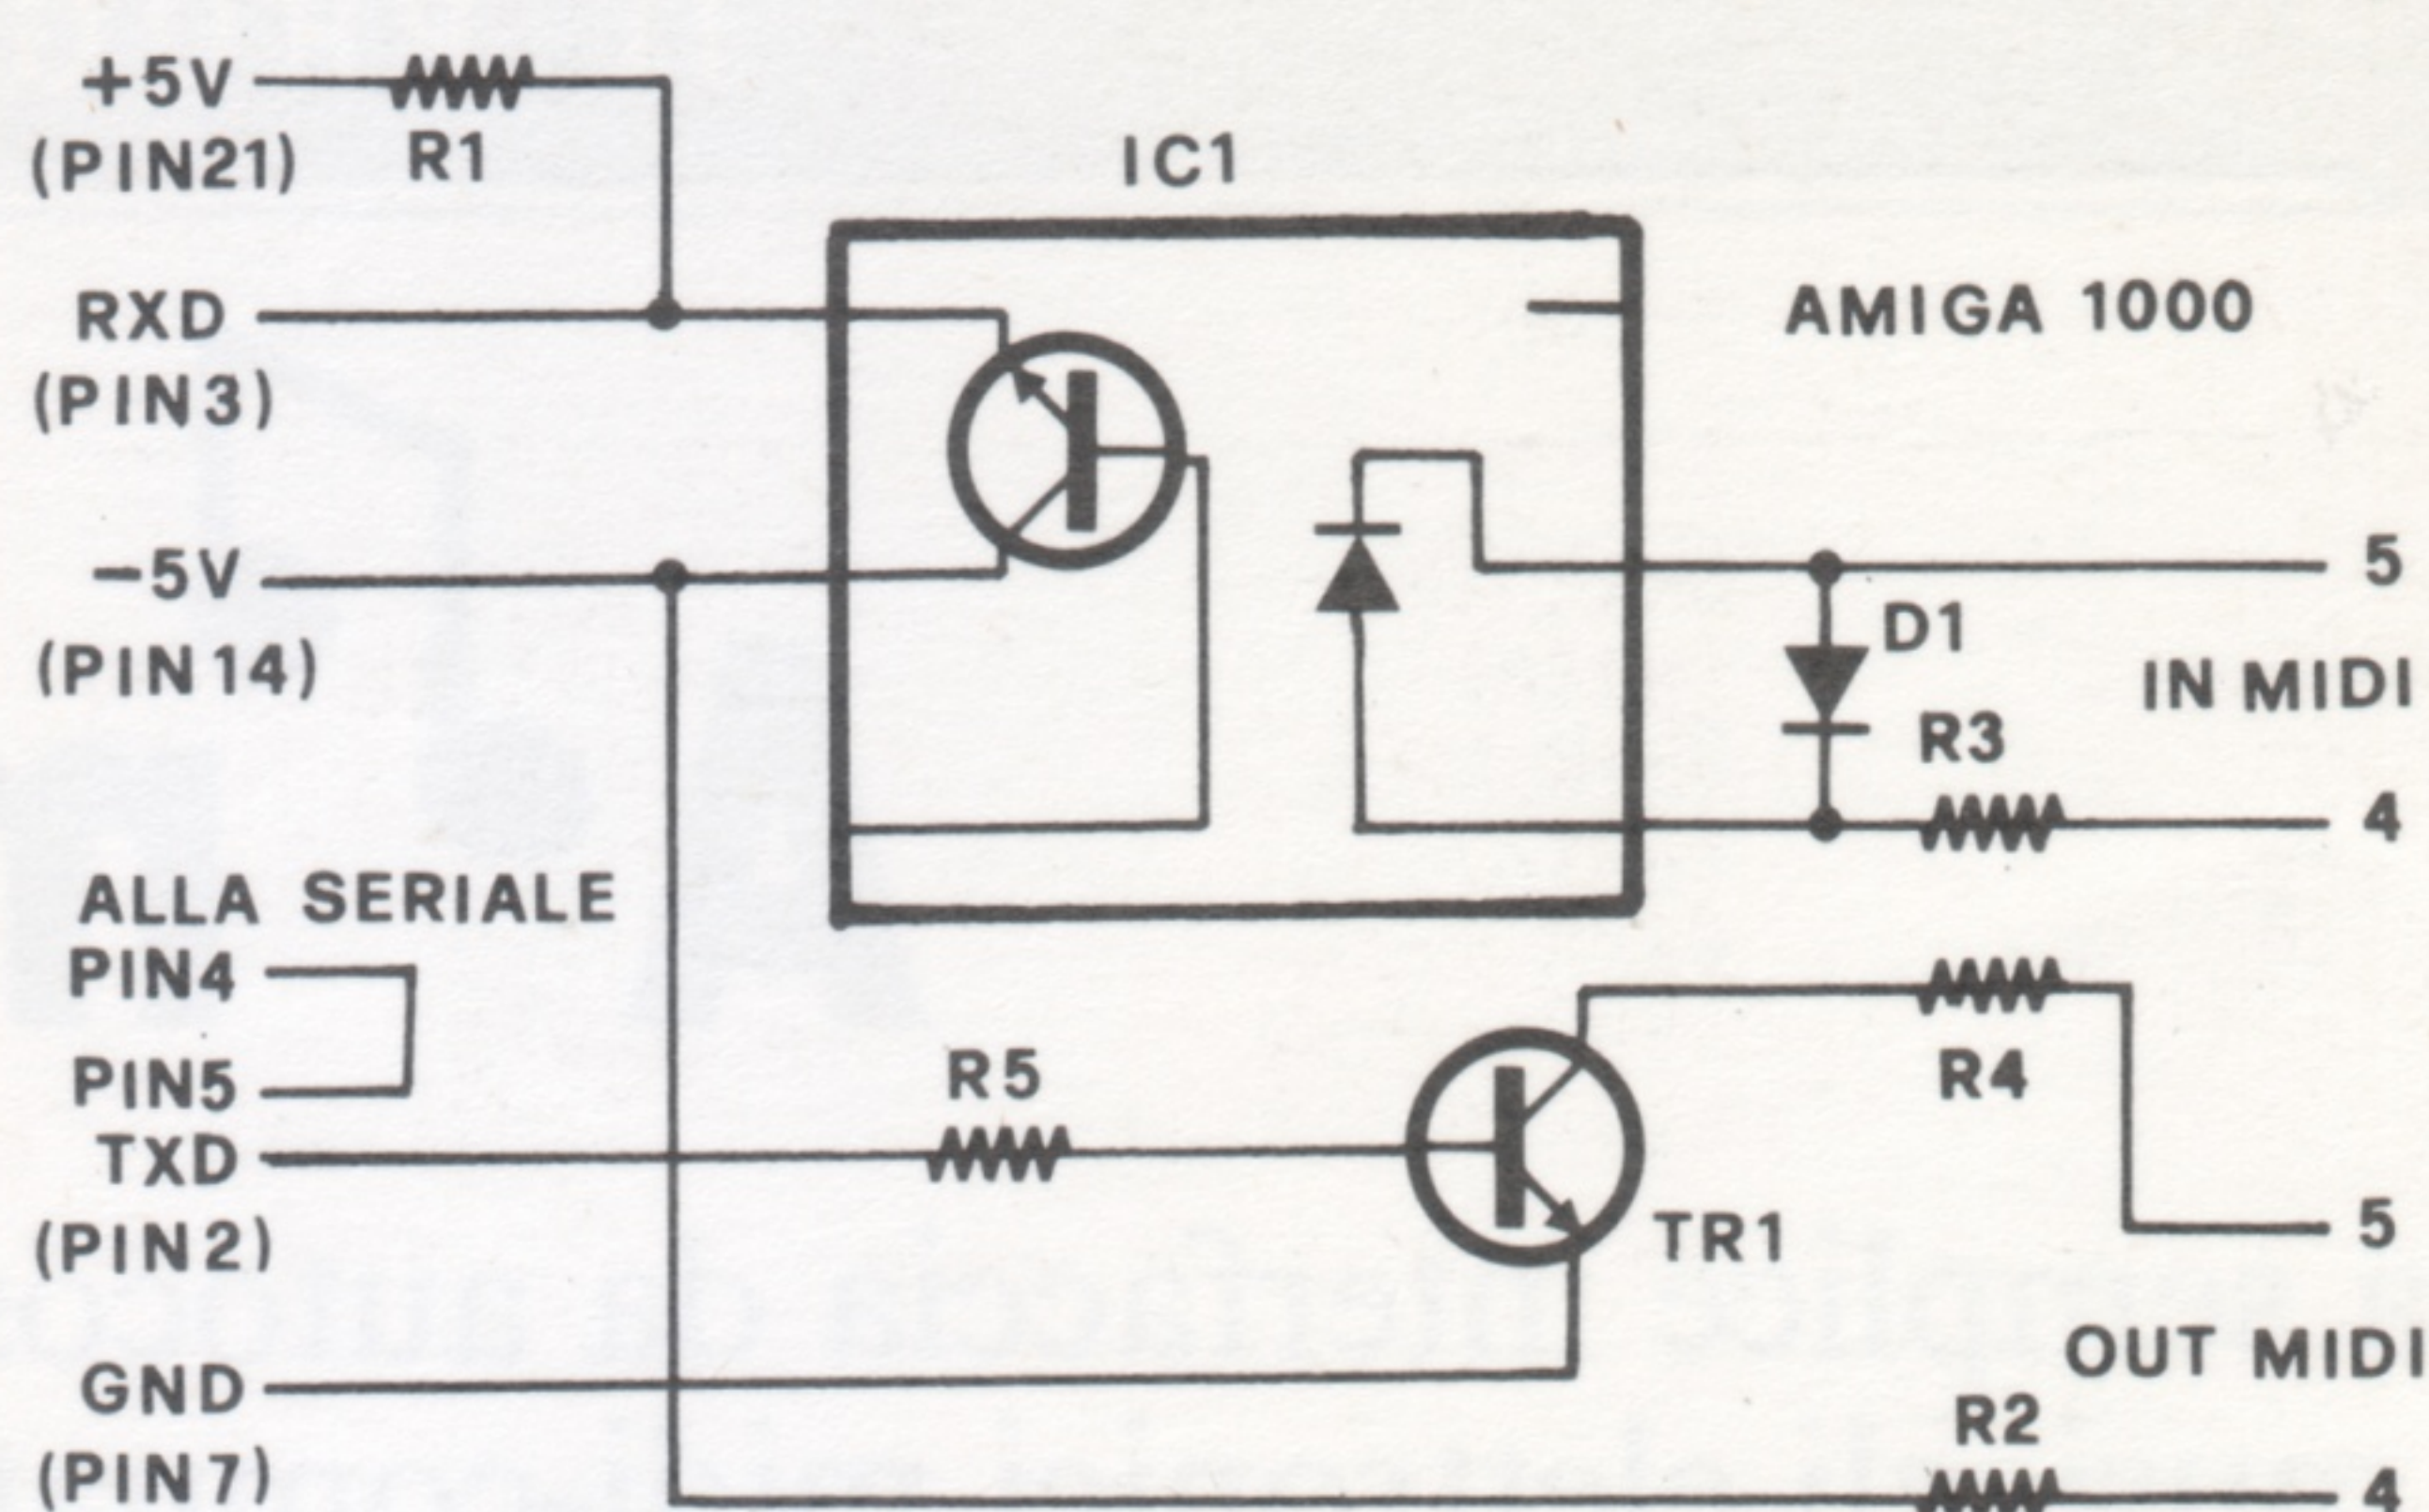 +5V
(PIN21)
R1
IC1
RXD
(PIN3)
AMIGA 1000
-5V
(PIN14)
5
D1
IN MIDI
R3
4
ALLA SERIALE
PIN4
PIN5
R5
R4
TXD
(PIN2)
TR1
5
OUT MIDI
GND
(PIN7)
R2
4